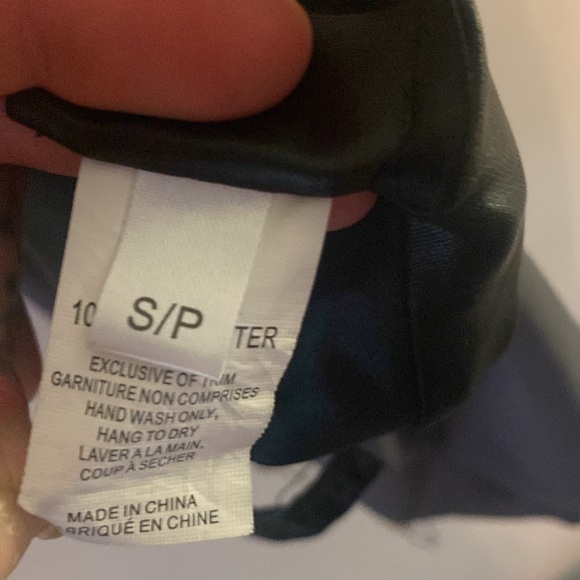 S/P
10 TER
EXCLUSIVE OF TRIM
GARNITURE NON COMPRISES
HAND WASH ONLY,
HANG TO DRY
LAVER A LA MAIN.
COUP À SECHER
MADE IN CHINA
BRIQUÉ EN CHINE